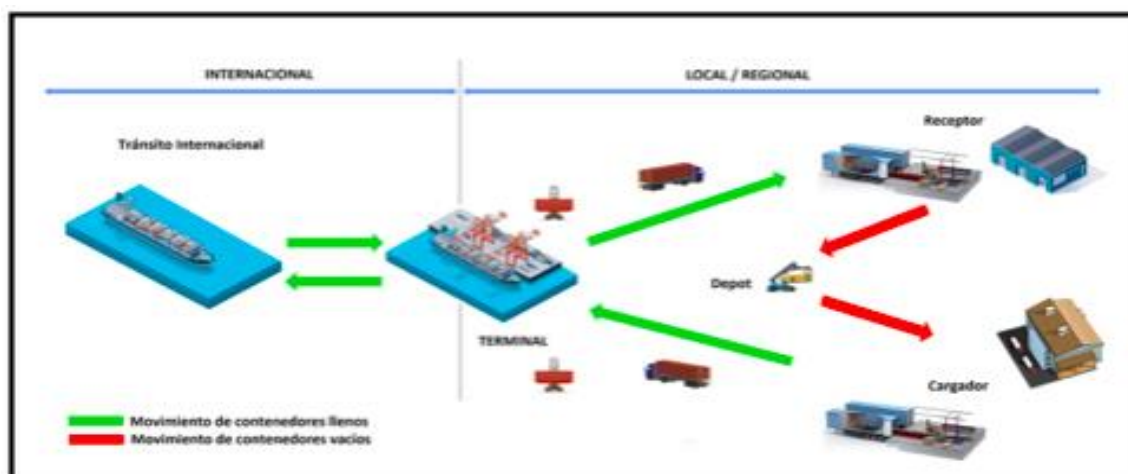 INTERNACIONAL
LOCAL / REGIONAL
Tránsito Internacional
Receptor
Depot
TERMINAL
Cargador
Movimiento de contenedores llenos
Movimiento de contenedores vacíos